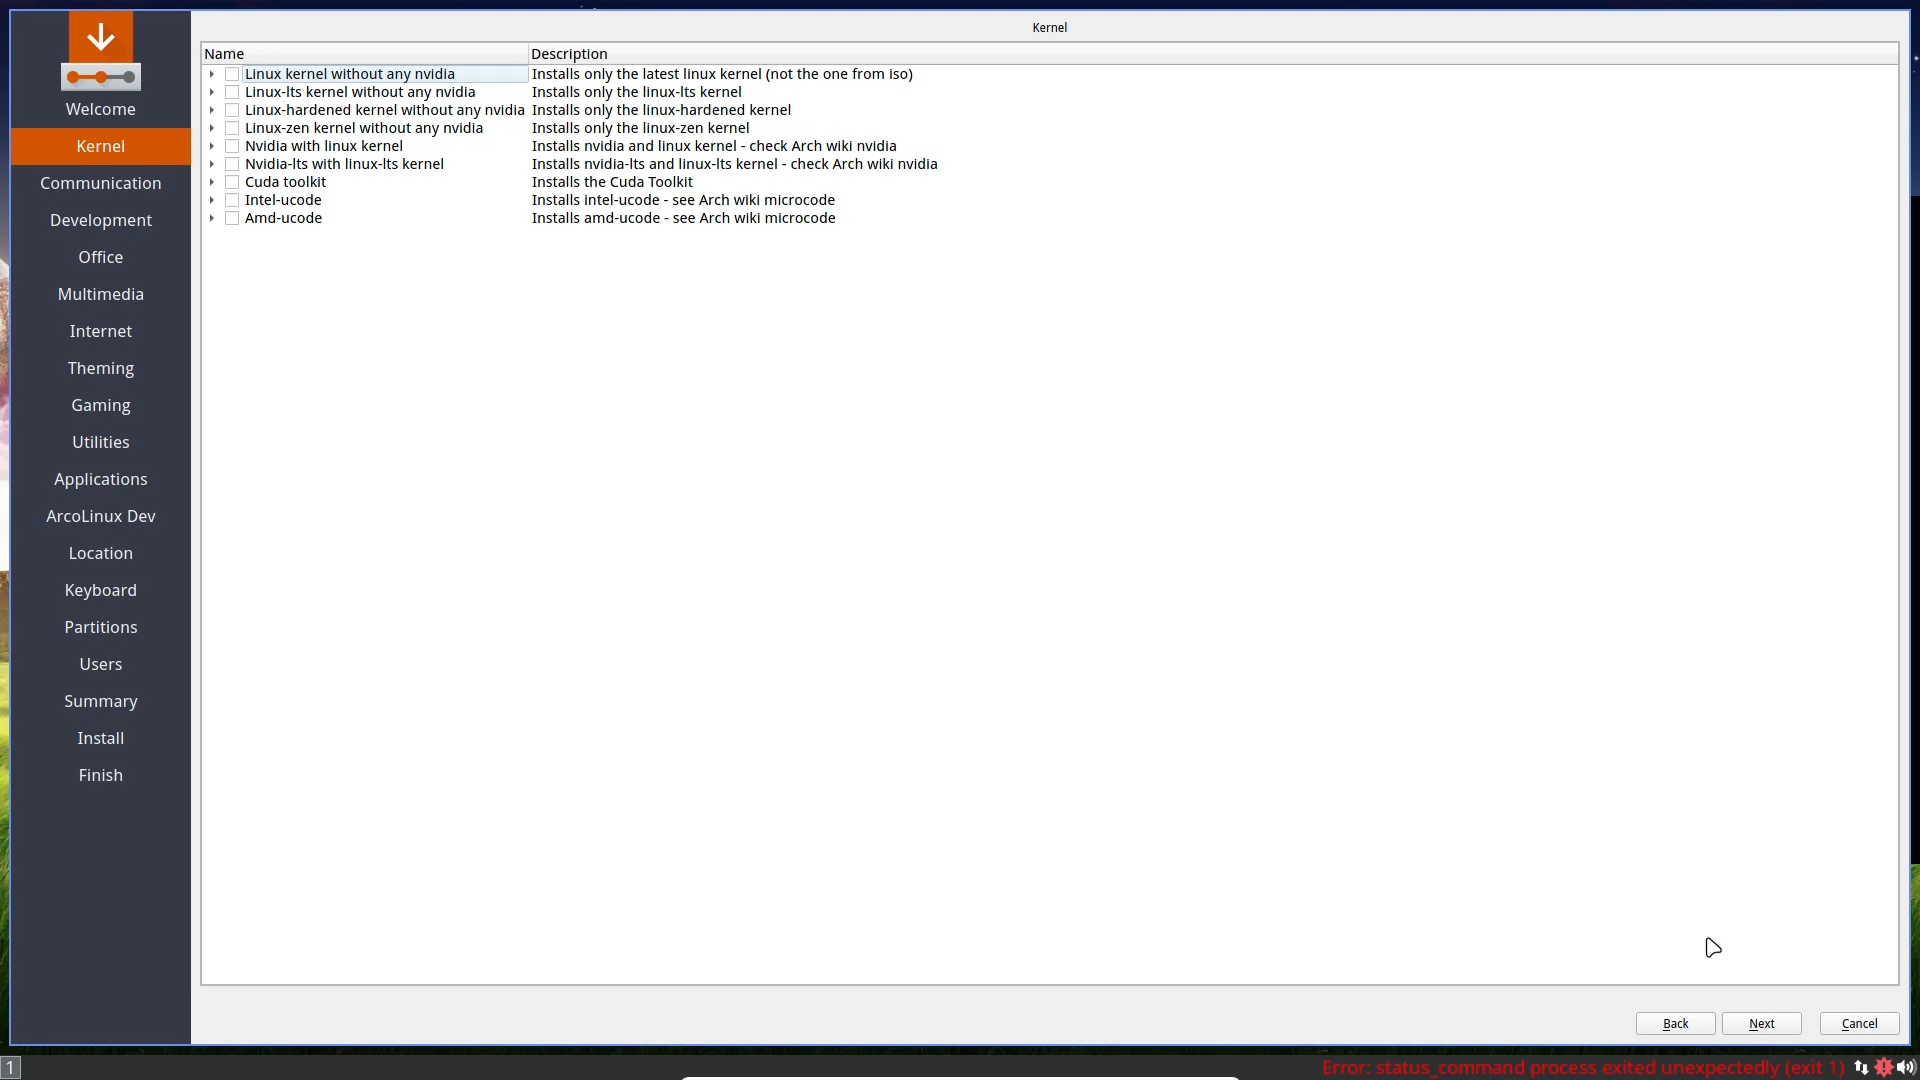 Kernel
Name Description
Linux kernel without any nvidia Installs only the latest linux kernel (not the one from iso)
Linux-lts kernel without any nvidia Installs only the linux-lts kernel
Linux-hardened kernel without any nvidia Installs only the linux-hardened kernel
Linux-zen kernel without any nvidia Installs only the linux-zen kernel
Nvidia with linux kernel Installs nvidia and linux kernel - check Arch wiki nvidia
Nvidia-lts with linux-lts kernel Installs nvidia-lts and linux-lts kernel - check Arch wiki nvidia
Cuda toolkit Installs the Cuda Toolkit
Intel-ucode Installs intel-ucode - see Arch wiki microcode
Amd-ucode Installs amd-ucode - see Arch wiki microcode
Welcome
Kernel
Communication
Development
Office
Multimedia
Internet
Theming
Gaming
Utilities
Applications
ArcoLinux Dev
Location
Keyboard
Partitions
Users
Summary
Install
Finish
Back Next Cancel
1 Error: status_command process exited unexpectedly (exit 1)